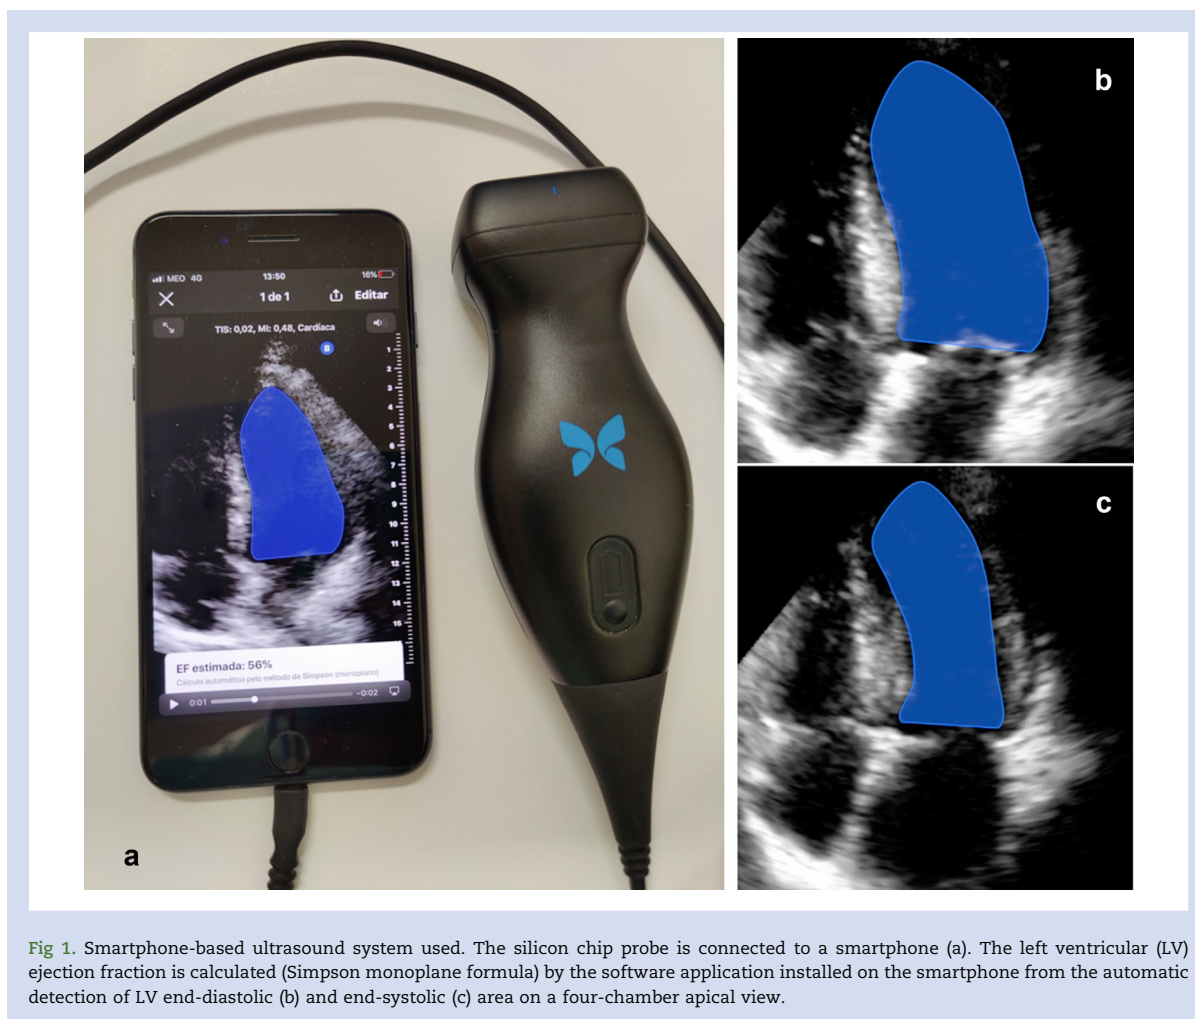 MEO 4G 13:50 16%
1 de 1 Editar
TIS: 0,02, MI: 0,48, Cardíaca
B
1
2
3
4
5
6
7
8
9
10
11
12
13
14
15
EF estimada: 56%
Cálculo automático pelo método de Simpson (monoplano)
0:01 -0:02
a
b
c
Fig 1. Smartphone-based ultrasound system used. The silicon chip probe is connected to a smartphone (a). The left ventricular (LV)
ejection fraction is calculated (Simpson monoplane formula) by the software application installed on the smartphone from the automatic
detection of LV end-diastolic (b) and end-systolic (c) area on a four-chamber apical view.